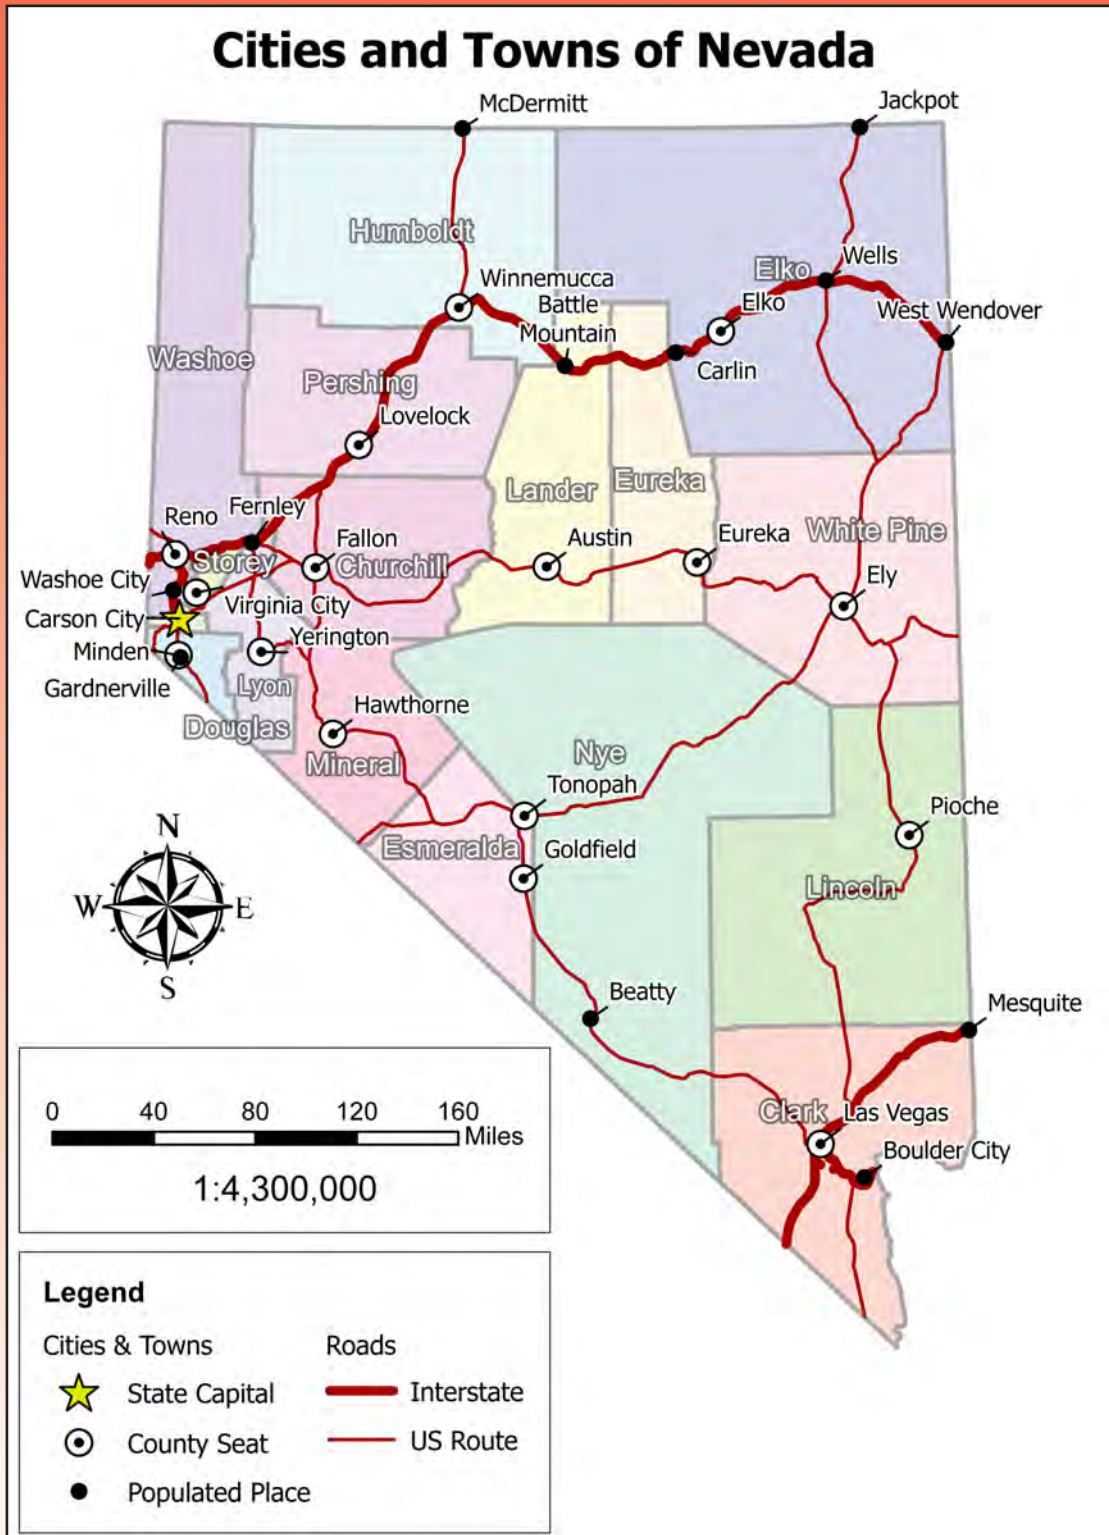 Cities and Towns of Nevada
McDermitt
Jackpot
Humboldt
Wells
Elko
Winnemucca
Elko
Battle
Mountain
West Wendover
Washoe
Carlin
Pershing
Lovelock
Lander
Eureka
White Pine
Fernley
Reno
Fallon
Austin
Eureka
Storey
Churchill
Washoe City
Ely
Virginia City
Carson City
Yerington
Minden
Gardnerville
Lyon
Hawthorne
Douglas
Nye
Mineral
Tonopah
Pioche
Esmeralda
Goldfield
Lincoln
N
W
E
S
Beatty
Mesquite
Clark
Las Vegas
Boulder City
0 40 80 120 160
Miles
1:4,300,000
Legend
Cities & Towns
Roads
State Capital
Interstate
County Seat
US Route
Populated Place